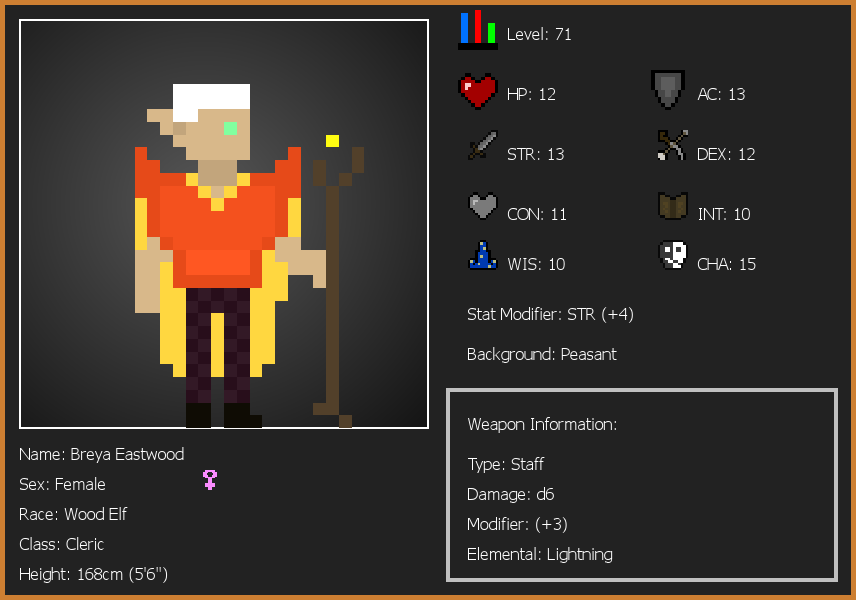 Level: 71
HP: 12
AC: 13
STR: 13
DEX: 12
CON: 11
INT: 10
WIS: 10
CHA: 15
Stat Modifier: STR (+4)
Background: Peasant
Weapon Information:
Type: Staff
Damage: d6
Modifier: (+3)
Elemental: Lightning
Name: Breya Eastwood
Sex: Female
Race: Wood Elf
Class: Cleric
Height: 168cm (5'6")